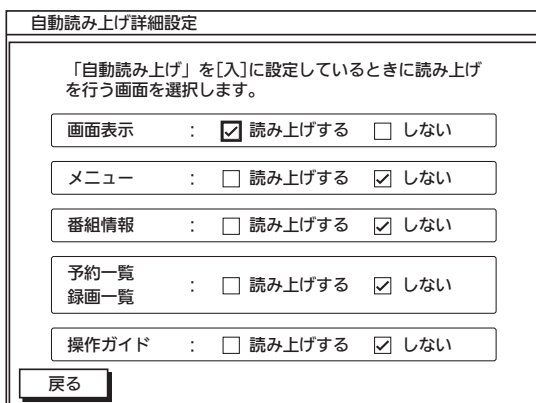 自動読み上げ詳細設定
「自動読み上げ」を[入]に設定しているときに読み上げ
を行う画面を選択します。
画面表示 : ☑ 読み上げする ☐ しない
メニュー : ☐ 読み上げする ☑ しない
番組情報 : ☐ 読み上げする ☑ しない
予約一覧
録画一覧 : ☐ 読み上げする ☑ しない
操作ガイド : ☐ 読み上げする ☑ しない
戻る